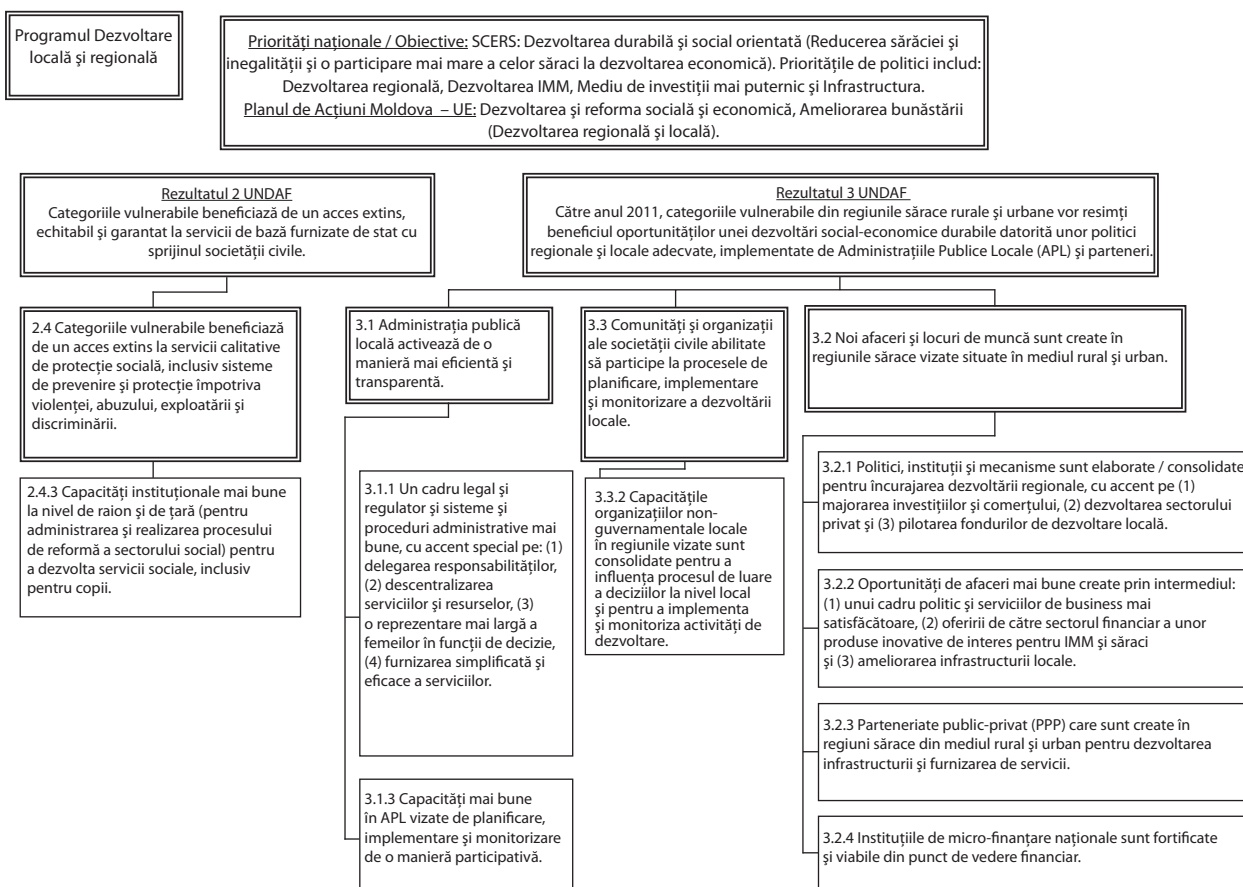 Programul Dezvoltare
locală şi regională
Priorităţi naţionale / Obiective: SCERS: Dezvoltarea durabilă şi social orientată (Reducerea sărăciei şi
inegalităţii şi o participare mai mare a celor săraci la dezvoltarea economică). Priorităţile de politici includ:
Dezvoltarea regională, Dezvoltarea IMM, Mediu de investiţii mai puternic şi Infrastructura.
Planul de Acţiuni Moldova – UE: Dezvoltarea şi reforma socială şi economică, Ameliorarea bunăstării
(Dezvoltarea regională şi locală).
Rezultatul 2 UNDAF
Categoriile vulnerabile beneficiază de un acces extins,
echitabil şi garantat la servicii de bază furnizate de stat cu
sprijinul societăţii civile.
Rezultatul 3 UNDAF
Către anul 2011, categoriile vulnerabile din regiunile sărace rurale şi urbane vor resimţi
beneficiul oportunităţilor unei dezvoltări social-economice durabile datorită unor politici
regionale şi locale adecvate, implementate de Administraţiile Publice Locale (APL) şi parteneri.
2.4 Categoriile vulnerabile beneficiază
de un acces extins la servicii calitative
de protecţie socială, inclusiv sisteme
de prevenire şi protecţie împotriva
violenţei, abuzului, exploatării şi
discriminării.
2.4.3 Capacităţi instituţionale mai bune
la nivel de raion şi de ţară (pentru
administrarea şi realizarea procesului
de reformă a sectorului social) pentru
a dezvolta servicii sociale, inclusiv
pentru copii.
3.1 Administraţia publică
locală activează de o
manieră mai eficientă şi
transparentă.
3.1.1 Un cadru legal şi
regulator şi sisteme şi
proceduri administrative mai
bune, cu accent special pe: (1)
delegarea responsabilităţilor,
(2) descentralizarea
serviciilor şi resurselor, (3)
o reprezentare mai largă a
femeilor în funcţii de decizie,
(4) furnizarea simplificată şi
eficace a serviciilor.
3.1.3 Capacităţi mai bune
în APL vizate de planificare,
implementare şi monitorizare
de o manieră participativă.
3.3 Comunităţi şi organizaţii
ale societăţii civile abilitate
să participe la procesele de
planificare, implementare
şi monitorizare a dezvoltării
locale.
3.3.2 Capacităţile
organizaţiilor non-
guvernamentale locale
în regiunile vizate sunt
consolidate pentru a
influenţa procesul de luare
a deciziilor la nivel local
şi pentru a implementa
şi monitoriza activităţi de
dezvoltare.
3.2 Noi afaceri şi locuri de muncă sunt create în
regiunile sărace vizate situate în mediul rural şi urban.
3.2.1 Politici, instituţii şi mecanisme sunt elaborate / consolidate
pentru încurajarea dezvoltării regionale, cu accent pe (1)
majorarea investiţiilor şi comerţului, (2) dezvoltarea sectorului
privat şi (3) pilotarea fondurilor de dezvoltare locală.
3.2.2 Oportunităţi de afaceri mai bune create prin intermediul:
(1) unui cadru politic şi serviciilor de business mai
satisfăcătoare, (2) oferirii de către sectorul financiar a unor
produse inovative de interes pentru IMM şi săraci
şi (3) ameliorarea infrastructurii locale.
3.2.3 Parteneriate public-privat (PPP) care sunt create în
regiuni sărace din mediul rural şi urban pentru dezvoltarea
infrastructurii şi furnizarea de servicii.
3.2.4 Instituţiile de micro-finanţare naţionale sunt fortificate
şi viabile din punct de vedere financiar.